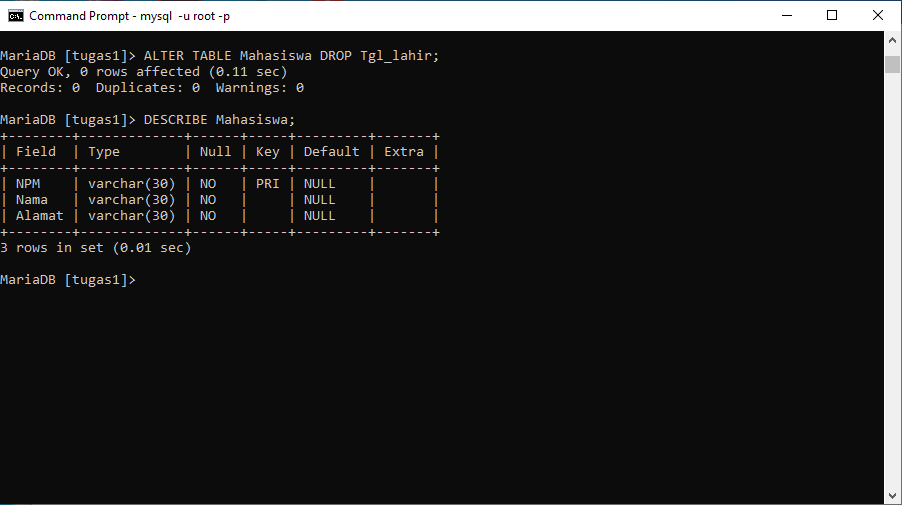 Command Prompt - mysql  -u root -p
MariaDB [tugas1]> ALTER TABLE Mahasiswa DROP Tgl_lahir;
Query OK, 0 rows affected (0.11 sec)
Records: 0  Duplicates: 0  Warnings: 0
MariaDB [tugas1]> DESCRIBE Mahasiswa;
+--------+-------------+------+-----+---------+-------+
| Field  | Type        | Null | Key | Default | Extra |
+--------+-------------+------+-----+---------+-------+
| NPM    | varchar(30) | NO   | PRI | NULL    |       |
| Nama   | varchar(30) | NO   |     | NULL    |       |
| Alamat | varchar(30) | NO   |     | NULL    |       |
+--------+-------------+------+-----+---------+-------+
3 rows in set (0.01 sec)
MariaDB [tugas1]>